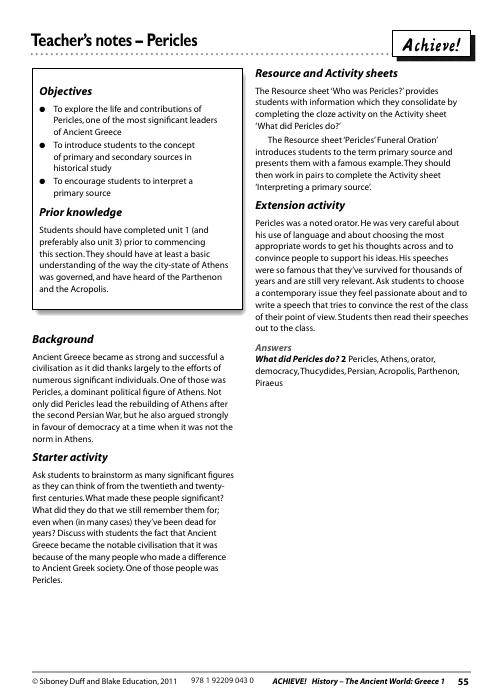 Teacher's notes – Pericles
Achieve!
Objectives
● To explore the life and contributions of
Pericles, one of the most significant leaders
of Ancient Greece
● To introduce students to the concept
of primary and secondary sources in
historical study
● To encourage students to interpret a
primary source
Prior knowledge
Students should have completed unit 1 (and
preferably also unit 3) prior to commencing
this section. They should have at least a basic
understanding of the way the city-state of Athens
was governed, and have heard of the Parthenon
and the Acropolis.
Background
Ancient Greece became as strong and successful a
civilisation as it did thanks largely to the efforts of
numerous significant individuals. One of those was
Pericles, a dominant political figure of Athens. Not
only did Pericles lead the rebuilding of Athens after
the second Persian War, but he also argued strongly
in favour of democracy at a time when it was not the
norm in Athens.
Starter activity
Ask students to brainstorm as many significant figures
as they can think of from the twentieth and twenty-
first centuries. What made these people significant?
What did they do that we still remember them for;
even when (in many cases) they've been dead for
years? Discuss with students the fact that Ancient
Greece became the notable civilisation that it was
because of the many people who made a difference
to Ancient Greek society. One of those people was
Pericles.
Resource and Activity sheets
The Resource sheet 'Who was Pericles?' provides
students with information which they consolidate by
completing the cloze activity on the Activity sheet
'What did Pericles do?'
The Resource sheet 'Pericles' Funeral Oration'
introduces students to the term primary source and
presents them with a famous example. They should
then work in pairs to complete the Activity sheet
'Interpreting a primary source'.
Extension activity
Pericles was a noted orator. He was very careful about
his use of language and about choosing the most
appropriate words to get his thoughts across and to
convince people to support his ideas. His speeches
were so famous that they've survived for thousands of
years and are still very relevant. Ask students to choose
a contemporary issue they feel passionate about and to
write a speech that tries to convince the rest of the class
of their point of view. Students then read their speeches
out to the class.
Answers
What did Pericles do? 2 Pericles, Athens, orator,
democracy, Thucydides, Persian, Acropolis, Parthenon,
Piraeus
© Siboney Duff and Blake Education, 2011 978 1 92209 043 0 ACHIEVE! History – The Ancient World: Greece 1 55